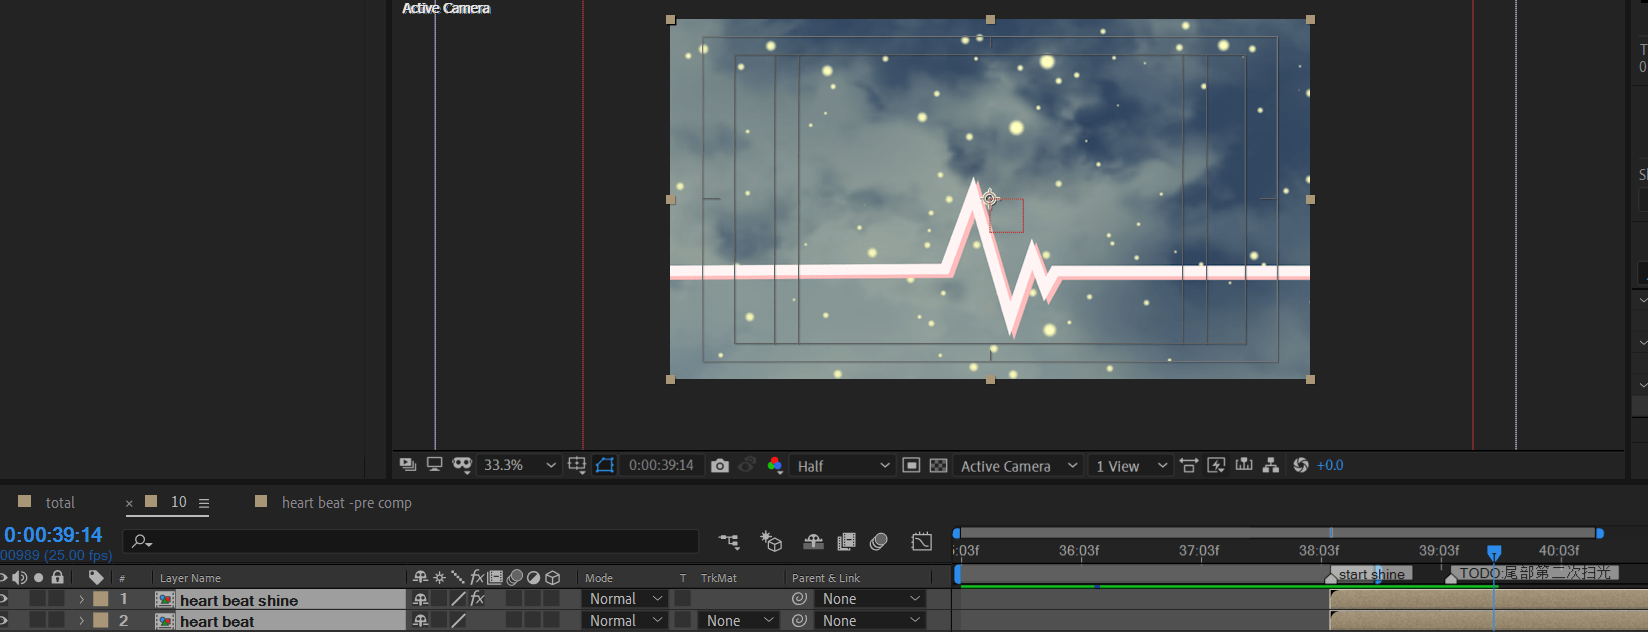 Active Camera
T
0
S
33.3%
0:00:39:14
Half
Active Camera
1 View
+0.0
total
× 10
heart beat -pre comp
0:00:39:14
00989 (25.00 fps)
:03f 36:03f 37:03f 38:03f 39:03f 40:03f
# Layer Name fx Mode T TrkMat Parent & Link
start shine TODO:尾部第二次扫光
1 heart beat shine fx Normal None
2 heart beat Normal None None